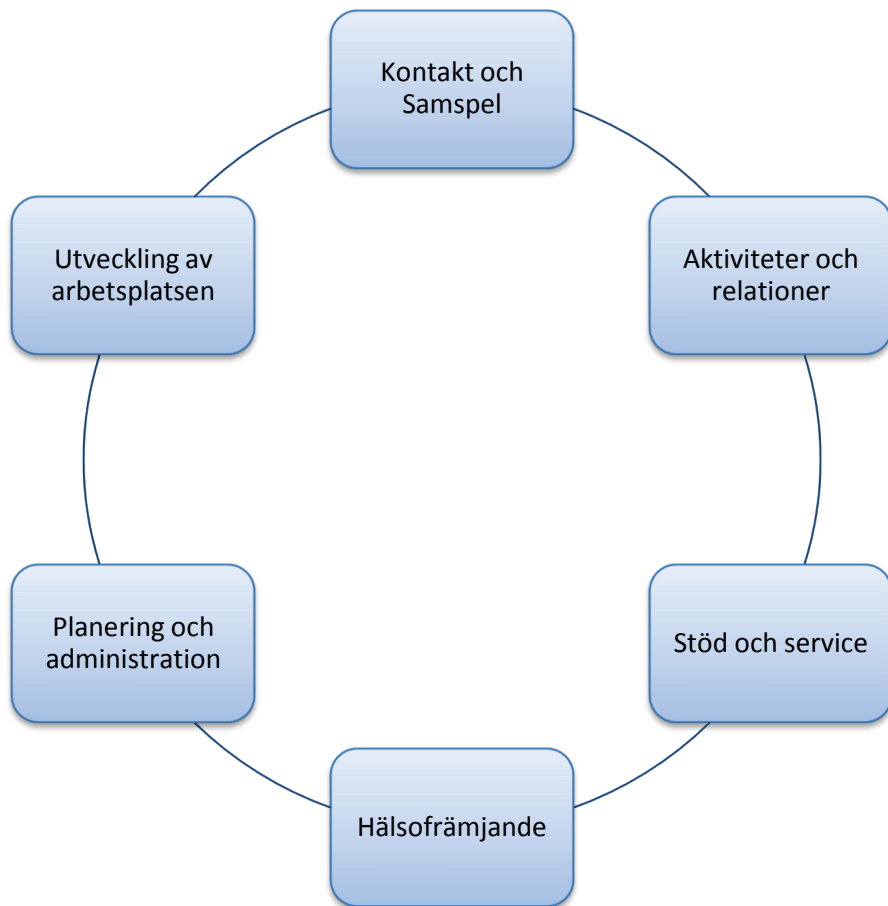 Kontakt och
Samspel
Utveckling av
arbetsplatsen
Aktiviteter och
relationer
Planering och
administration
Stöd och service
Hälsofrämjande